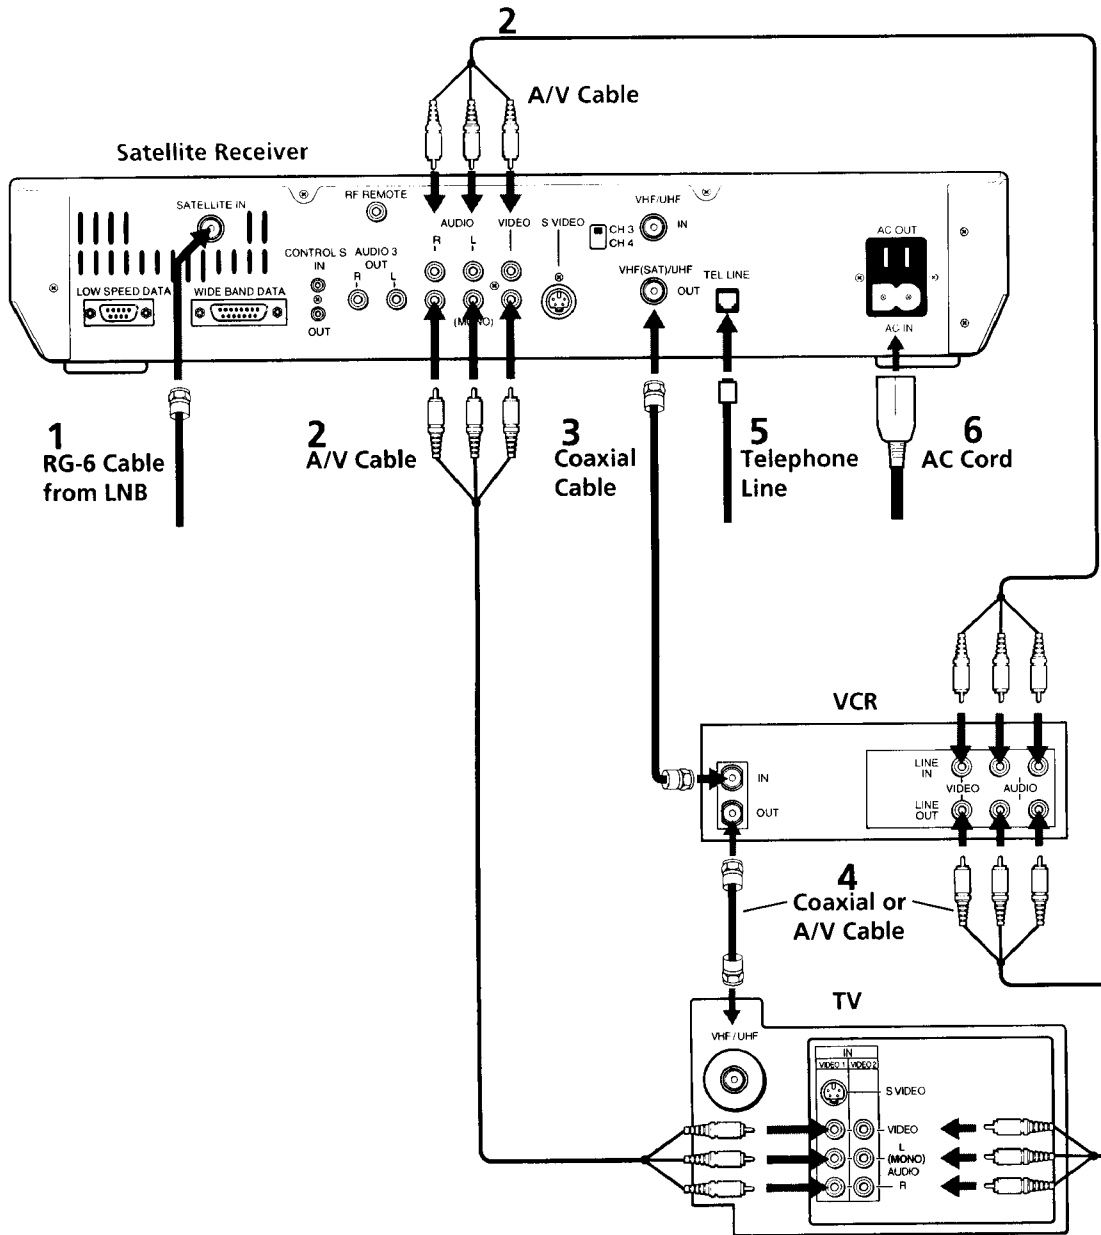 2
A/V Cable
Satellite Receiver
SATELLITE IN
RF REMOTE
AUDIO
VIDEO
S VIDEO
R
L
CH 3
CH 4
VHF/UHF
IN
AC OUT
CONTROL S
IN
AUDIO 3
OUT
R
L
VHF(SAT)/UHF
OUT
TEL LINE
LOW SPEED DATA
WIDE BAND DATA
OUT
(MONO)
AC IN
1
RG-6 Cable
from LNB
2
A/V Cable
3
Coaxial
Cable
5
Telephone
Line
6
AC Cord
VCR
IN
OUT
LINE
IN
VIDEO
AUDIO
LINE
OUT
4
Coaxial or
A/V Cable
TV
VHF / UHF
IN
VIDEO 1
VIDEO 2
S VIDEO
VIDEO
L
(MONO)
AUDIO
R